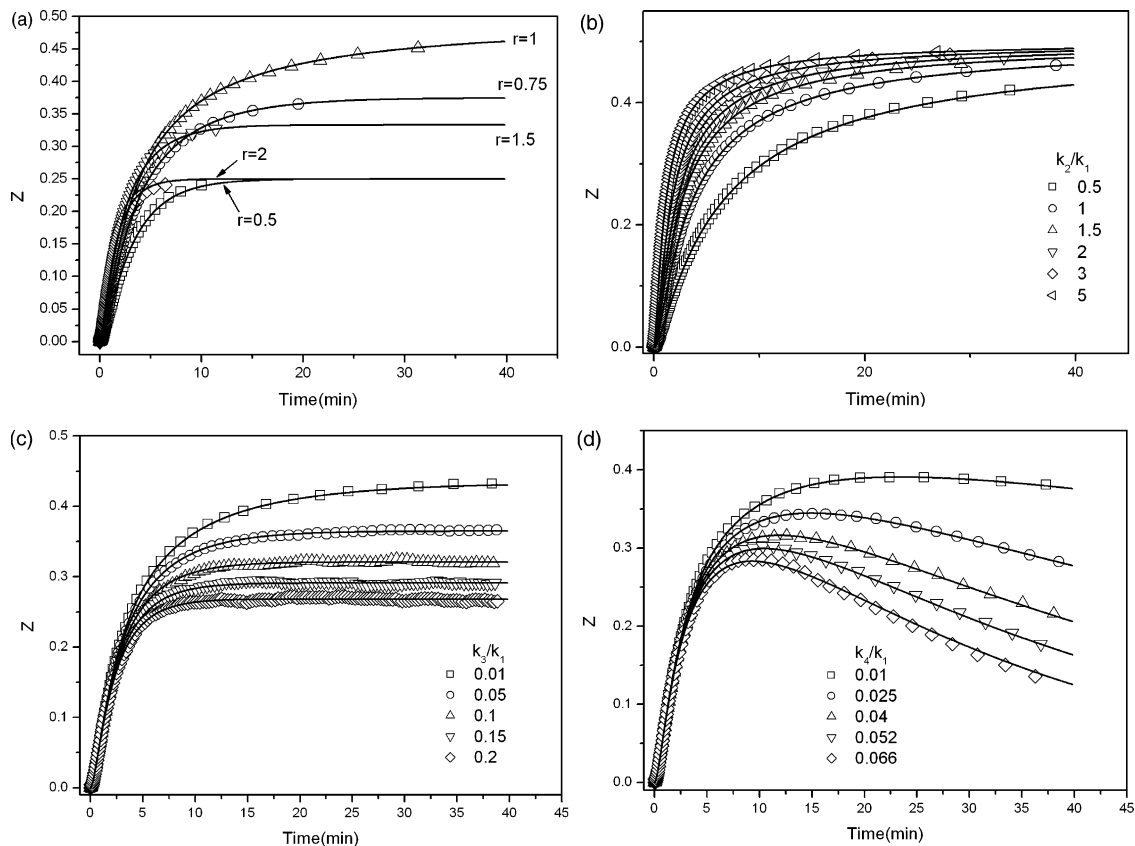 (a)
0.50
0.45
0.40
0.35
0.30
0.25
0.20
0.15
0.10
0.05
0.00
Z
r=1
r=0.75
r=1.5
r=2
r=0.5
0 10 20 30 40
Time(min)
(b)
0.4
0.2
0.0
Z
k2/k1
0.5
1
1.5
2
3
5
0 20 40
Time(min)
(c)
0.5
0.4
0.3
0.2
0.1
0.0
Z
k3/k1
0.01
0.05
0.1
0.15
0.2
0 5 10 15 20 25 30 35 40 45
Time(min)
(d)
0.4
0.3
0.2
0.1
0.0
Z
k4/k1
0.01
0.025
0.04
0.052
0.066
0 5 10 15 20 25 30 35 40 45
Time(min)